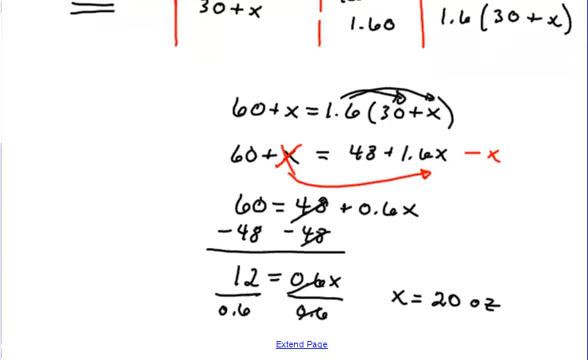 30+x 1.60 1.6(30+x)
60+x = 1.6(30+x)
60+x = 48+1.6x -x
60 = 48 + 0.6x
-48 -48
12 = 0.6x
0.6 0.6 x = 20 oz
Extend Page